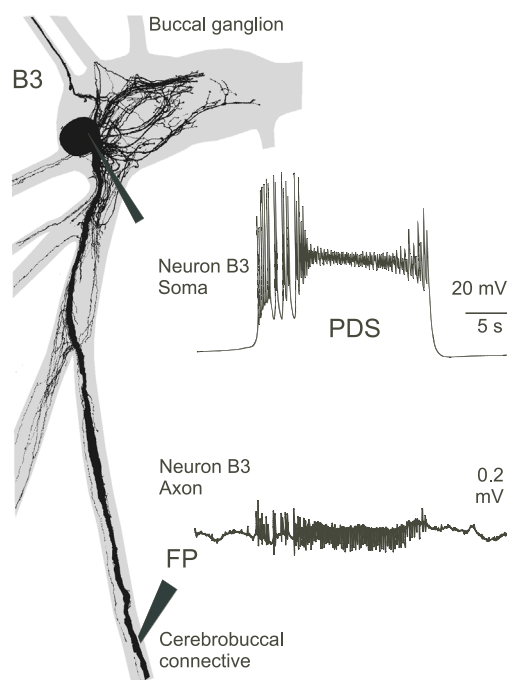 Buccal ganglion
B3
Neuron B3
Soma
20 mV
5 s
PDS
Neuron B3
Axon
0.2
mV
FP
Cerebrobuccal
connective